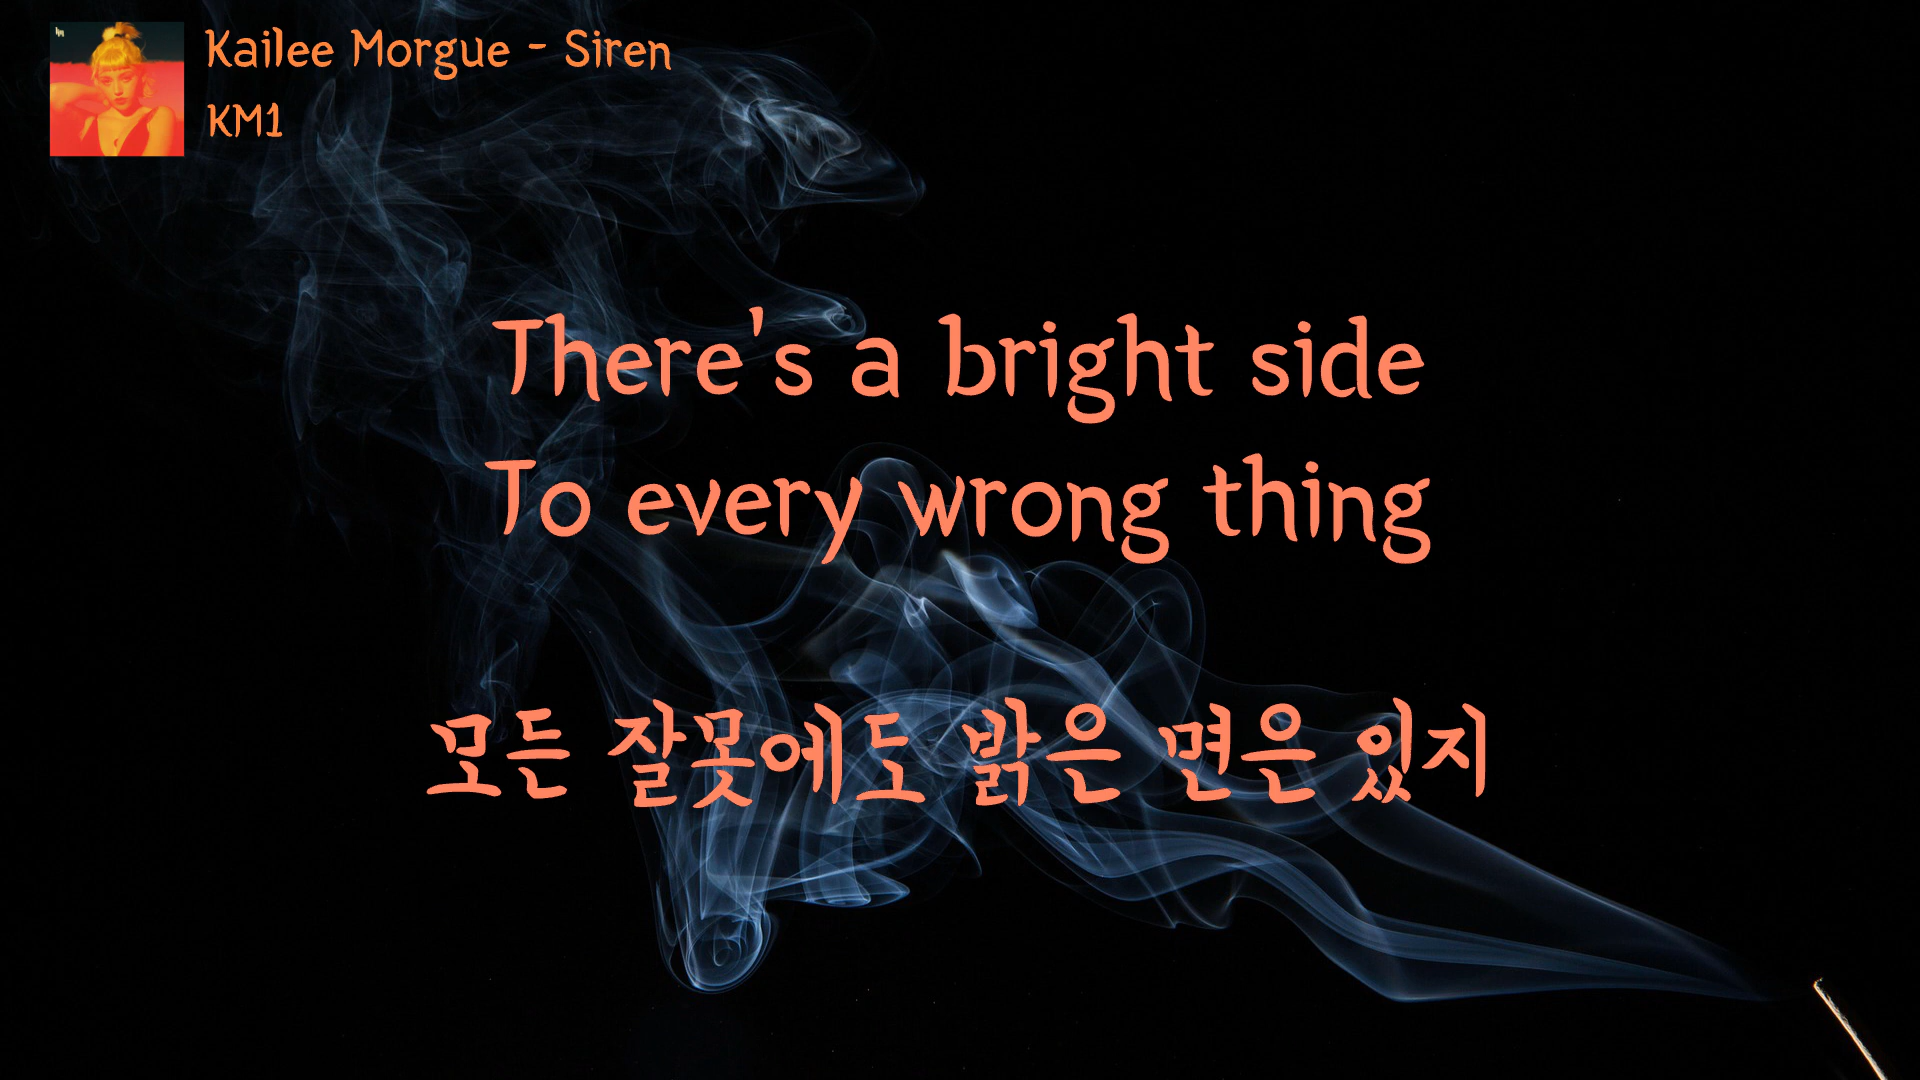 Kailee Morgue - Siren
KM1
There's a bright side
To every wrong thing
모든 잘못에도 밝은 면은 있지